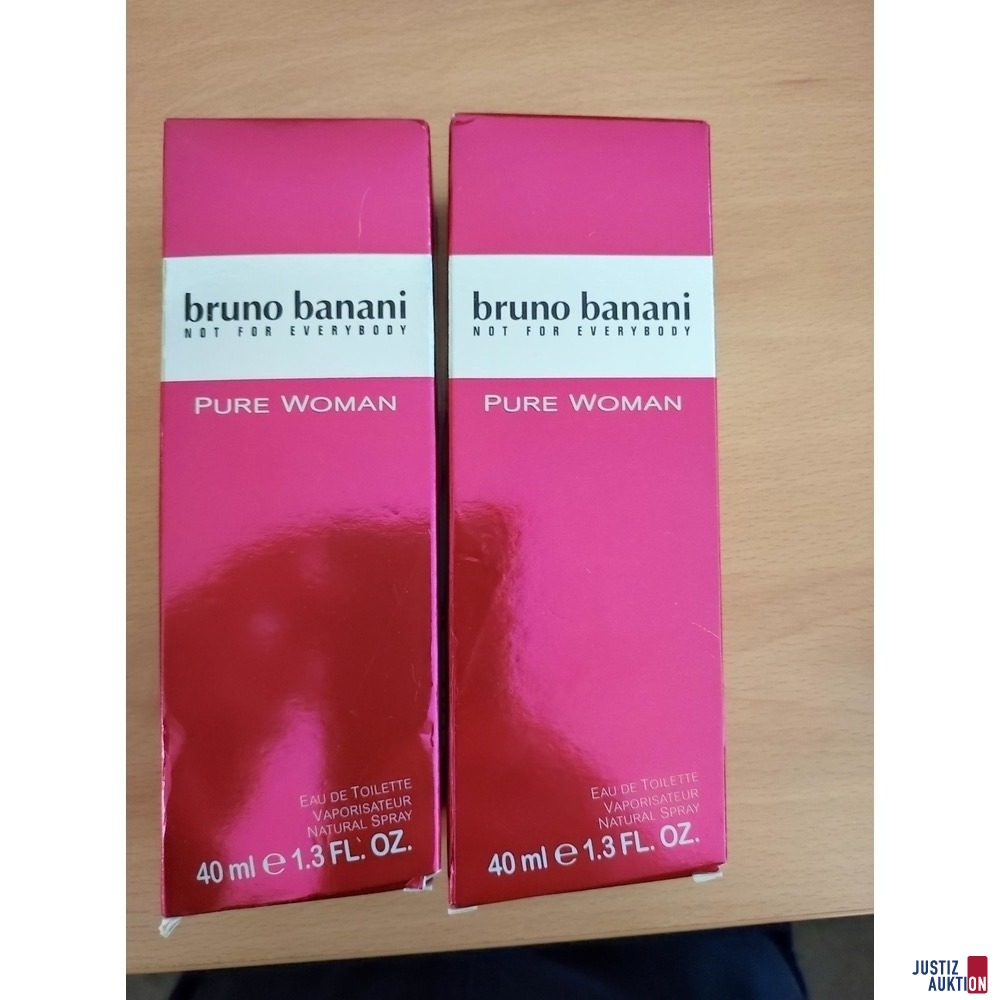 bruno banani
NOT FOR EVERYBODY
PURE WOMAN
EAU DE TOILETTE
VAPORISATEUR
NATURAL SPRAY
40 ml ℮ 1.3 FL. OZ.
bruno banani
NOT FOR EVERYBODY
PURE WOMAN
EAU DE TOILETTE
VAPORISATEUR
NATURAL SPRAY
40 ml ℮ 1.3 FL. OZ.
JUSTIZ
AUKTION